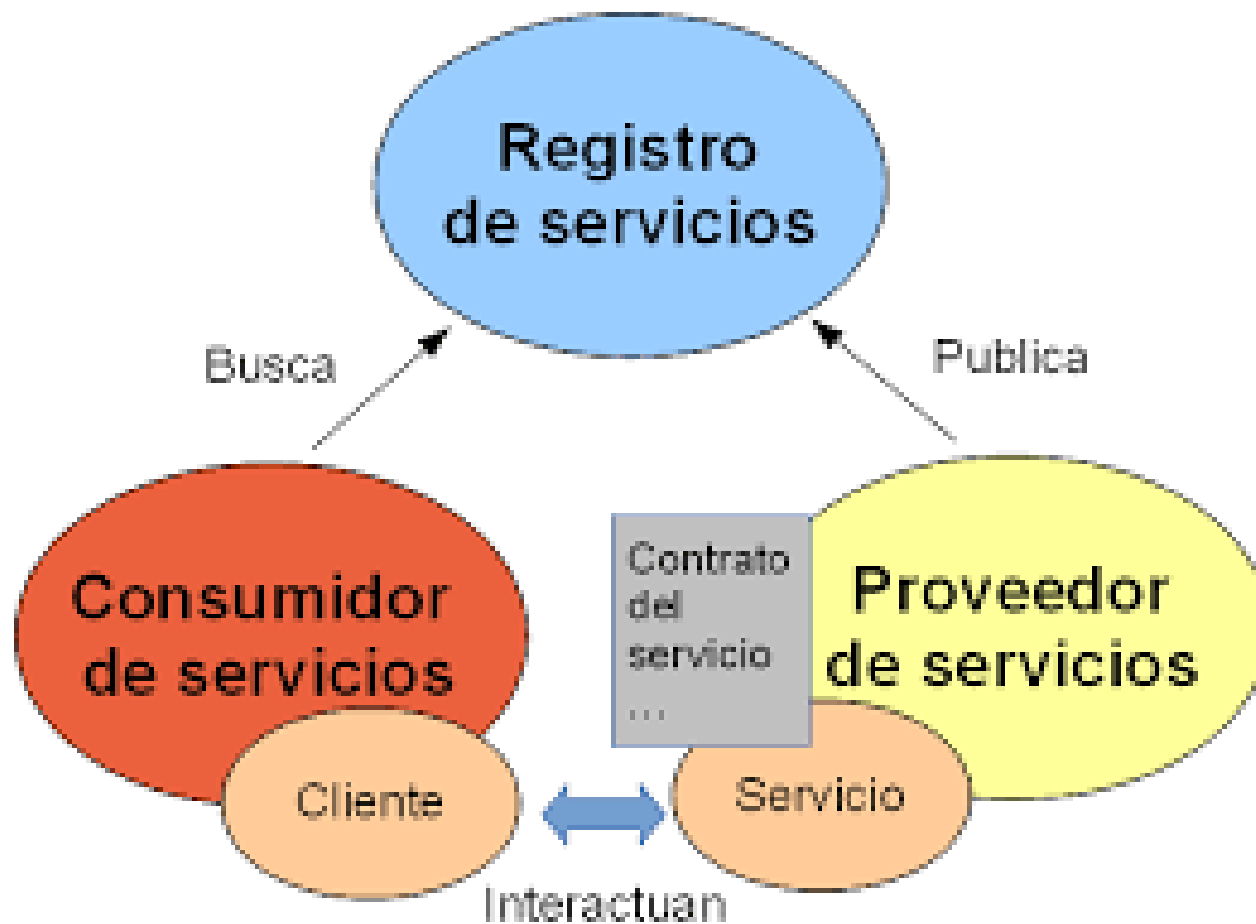 Registro
de servicios
Busca
Publica
Consumidor
de servicios
Contrato
del
servicio
...
Proveedor
de servicios
Cliente
Servicio
Interactuan